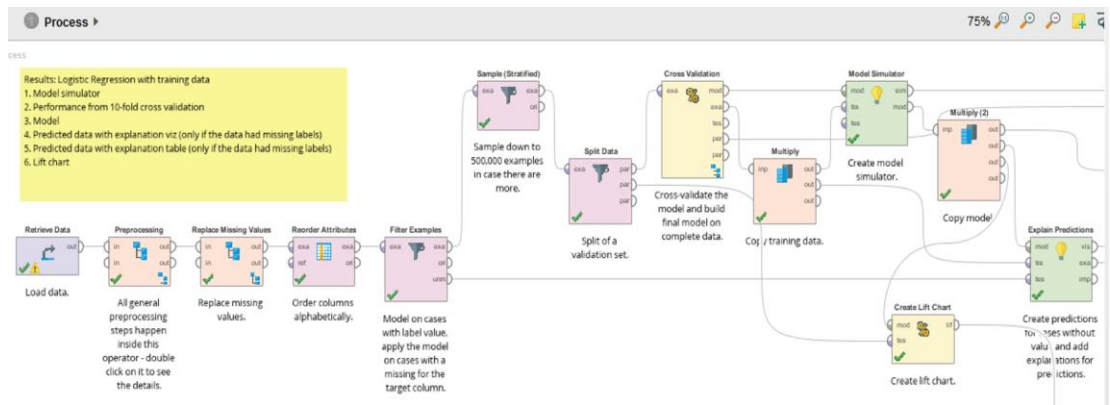 Process
75%
cess
Results: Logistic Regression with training data
1. Model simulator
2. Performance from 10-fold cross validation
3. Model
4. Predicted data with explanation viz (only if the data had missing labels)
5. Predicted data with explanation table (only if the data had missing labels)
6. Lift chart
Retrieve Data
out
Load data.
Preprocessing
in out
in out
All general
preprocessing
steps happen
inside this
operator - double
click on it to see
the details.
Replace Missing Values
in out
in out
Replace missing
values.
Reorder Attributes
exa exa
ref ori
Order columns
alphabetically.
Filter Examples
exa exa
ori
unm
Model on cases
with label value,
apply the model
on cases with a
missing for the
target column.
Sample (Stratified)
exa exa
ori
Sample down to
500.000 examples
in case there are
more.
Split Data
exa par
par
par
Split of a
validation set.
Cross Validation
exa mod
exa
tes
per
per
Cross-validate the
model and build
final model on
complete data.
Multiply
inp out
out
out
Copy training data.
Model Simulator
mod sim
tra mod
tes
Create model
simulator.
Multiply (2)
inp out
out
out
out
Copy model
Create Lift Chart
mod lif
tes
Create lift chart.
Explain Predictions
mod vis
tra exa
tes imp
Create predictions
for cases without
value and add
explanations for
predictions.